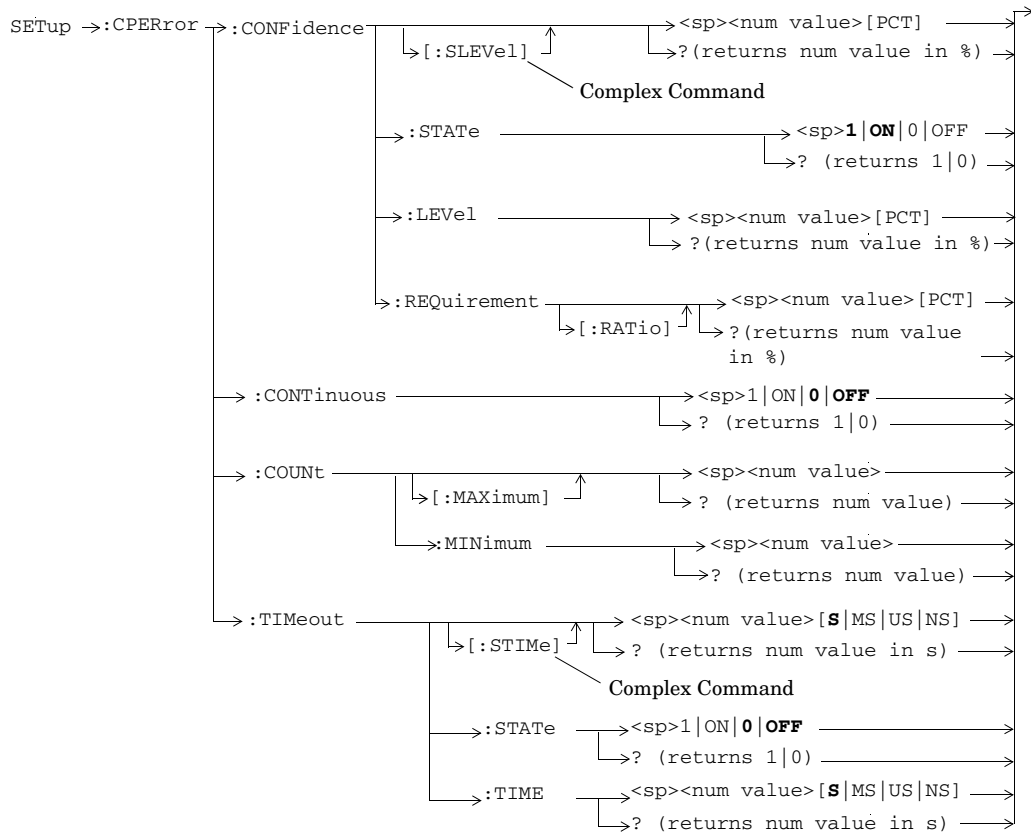 SETup :CPERror :CONFidence <sp><num value>[PCT]
[:SLEVel] ?(returns num value in %)
Complex Command
:STATe <sp>1|ON|0|OFF
? (returns 1|0)
:LEVel <sp><num value>[PCT]
?(returns num value in %)
:REQuirement <sp><num value>[PCT]
[:RATio] ?(returns num value
in %)
:CONTinuous <sp>1|ON|0|OFF
? (returns 1|0)
:COUNt <sp><num value>
[:MAXimum] ? (returns num value)
:MINimum <sp><num value>
? (returns num value)
:TIMeout <sp><num value>[S|MS|US|NS]
[:STIMe] ? (returns num value in s)
Complex Command
:STATe <sp>1|ON|0|OFF
? (returns 1|0)
:TIME <sp><num value>[S|MS|US|NS]
? (returns num value in s)